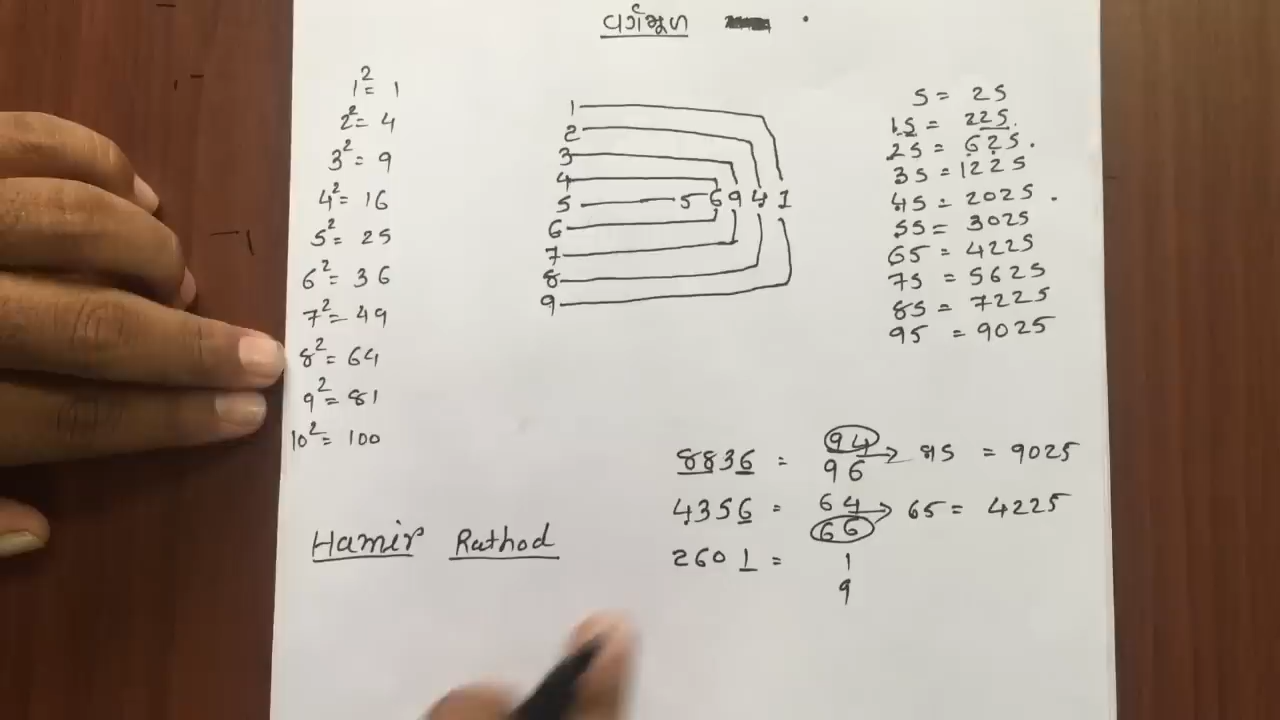 વર્ગમૂળ
1² = 1
2² = 4
3² = 9
4² = 16
5² = 25
6² = 36
7² = 49
8² = 64
9² = 81
10² = 100
1
2
3
4
5 5 6 9 4 1
6
7
8
9
5 = 25
15 = 225
25 = 625
35 = 1225
45 = 2025
55 = 3025
65 = 4225
75 = 5625
85 = 7225
95 = 9025
8836 = 94
96 → 95 = 9025
4356 = 64
66 → 65 = 4225
2601 = 1
9
Hamir Rathod